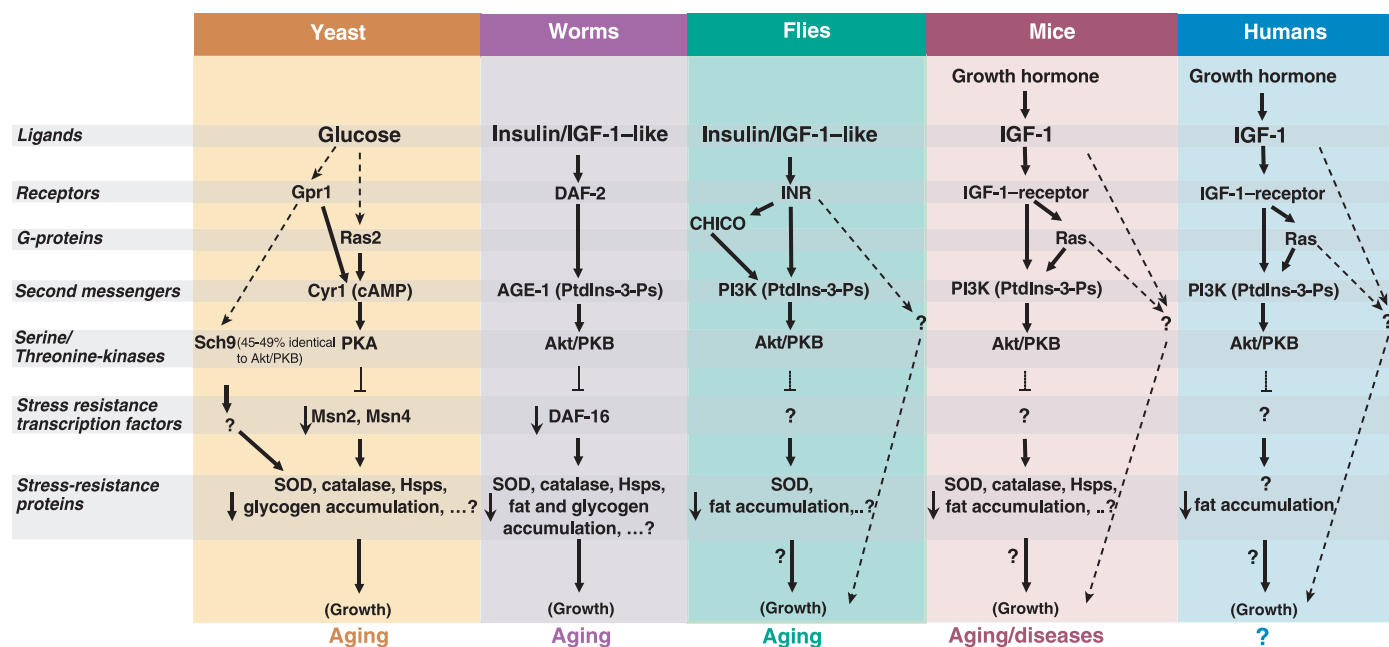 Yeast Worms Flies Mice Humans
Growth hormone Growth hormone
Ligands Glucose Insulin/IGF-1–like Insulin/IGF-1–like IGF-1 IGF-1
Receptors Gpr1 DAF-2 INR IGF-1–receptor IGF-1–receptor
CHICO
G-proteins Ras2 Ras Ras
Second messengers Cyr1 (cAMP) AGE-1 (PtdIns-3-Ps) PI3K (PtdIns-3-Ps) PI3K (PtdIns-3-Ps) PI3K (PtdIns-3-Ps)
? ? ?
Serine/
Threonine-kinases Sch9 (45-49% identical PKA Akt/PKB Akt/PKB Akt/PKB Akt/PKB
to Akt/PKB)
Stress resistance
transcription factors ? Msn2, Msn4 DAF-16 ? ? ?
Stress-resistance SOD, catalase, Hsps, SOD, catalase, Hsps, SOD, SOD, catalase, Hsps, ?
proteins glycogen accumulation, ...? fat and glycogen fat accumulation,..? fat accumulation, ..? fat accumulation
accumulation, ...?
? ? ?
(Growth) (Growth) (Growth) (Growth) (Growth)
Aging Aging Aging Aging/diseases ?